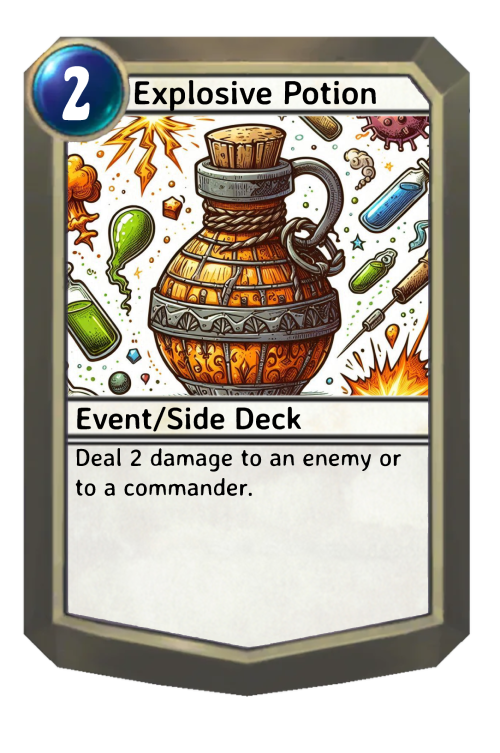 2
Explosive Potion
Event/Side Deck
Deal 2 damage to an enemy or
to a commander.